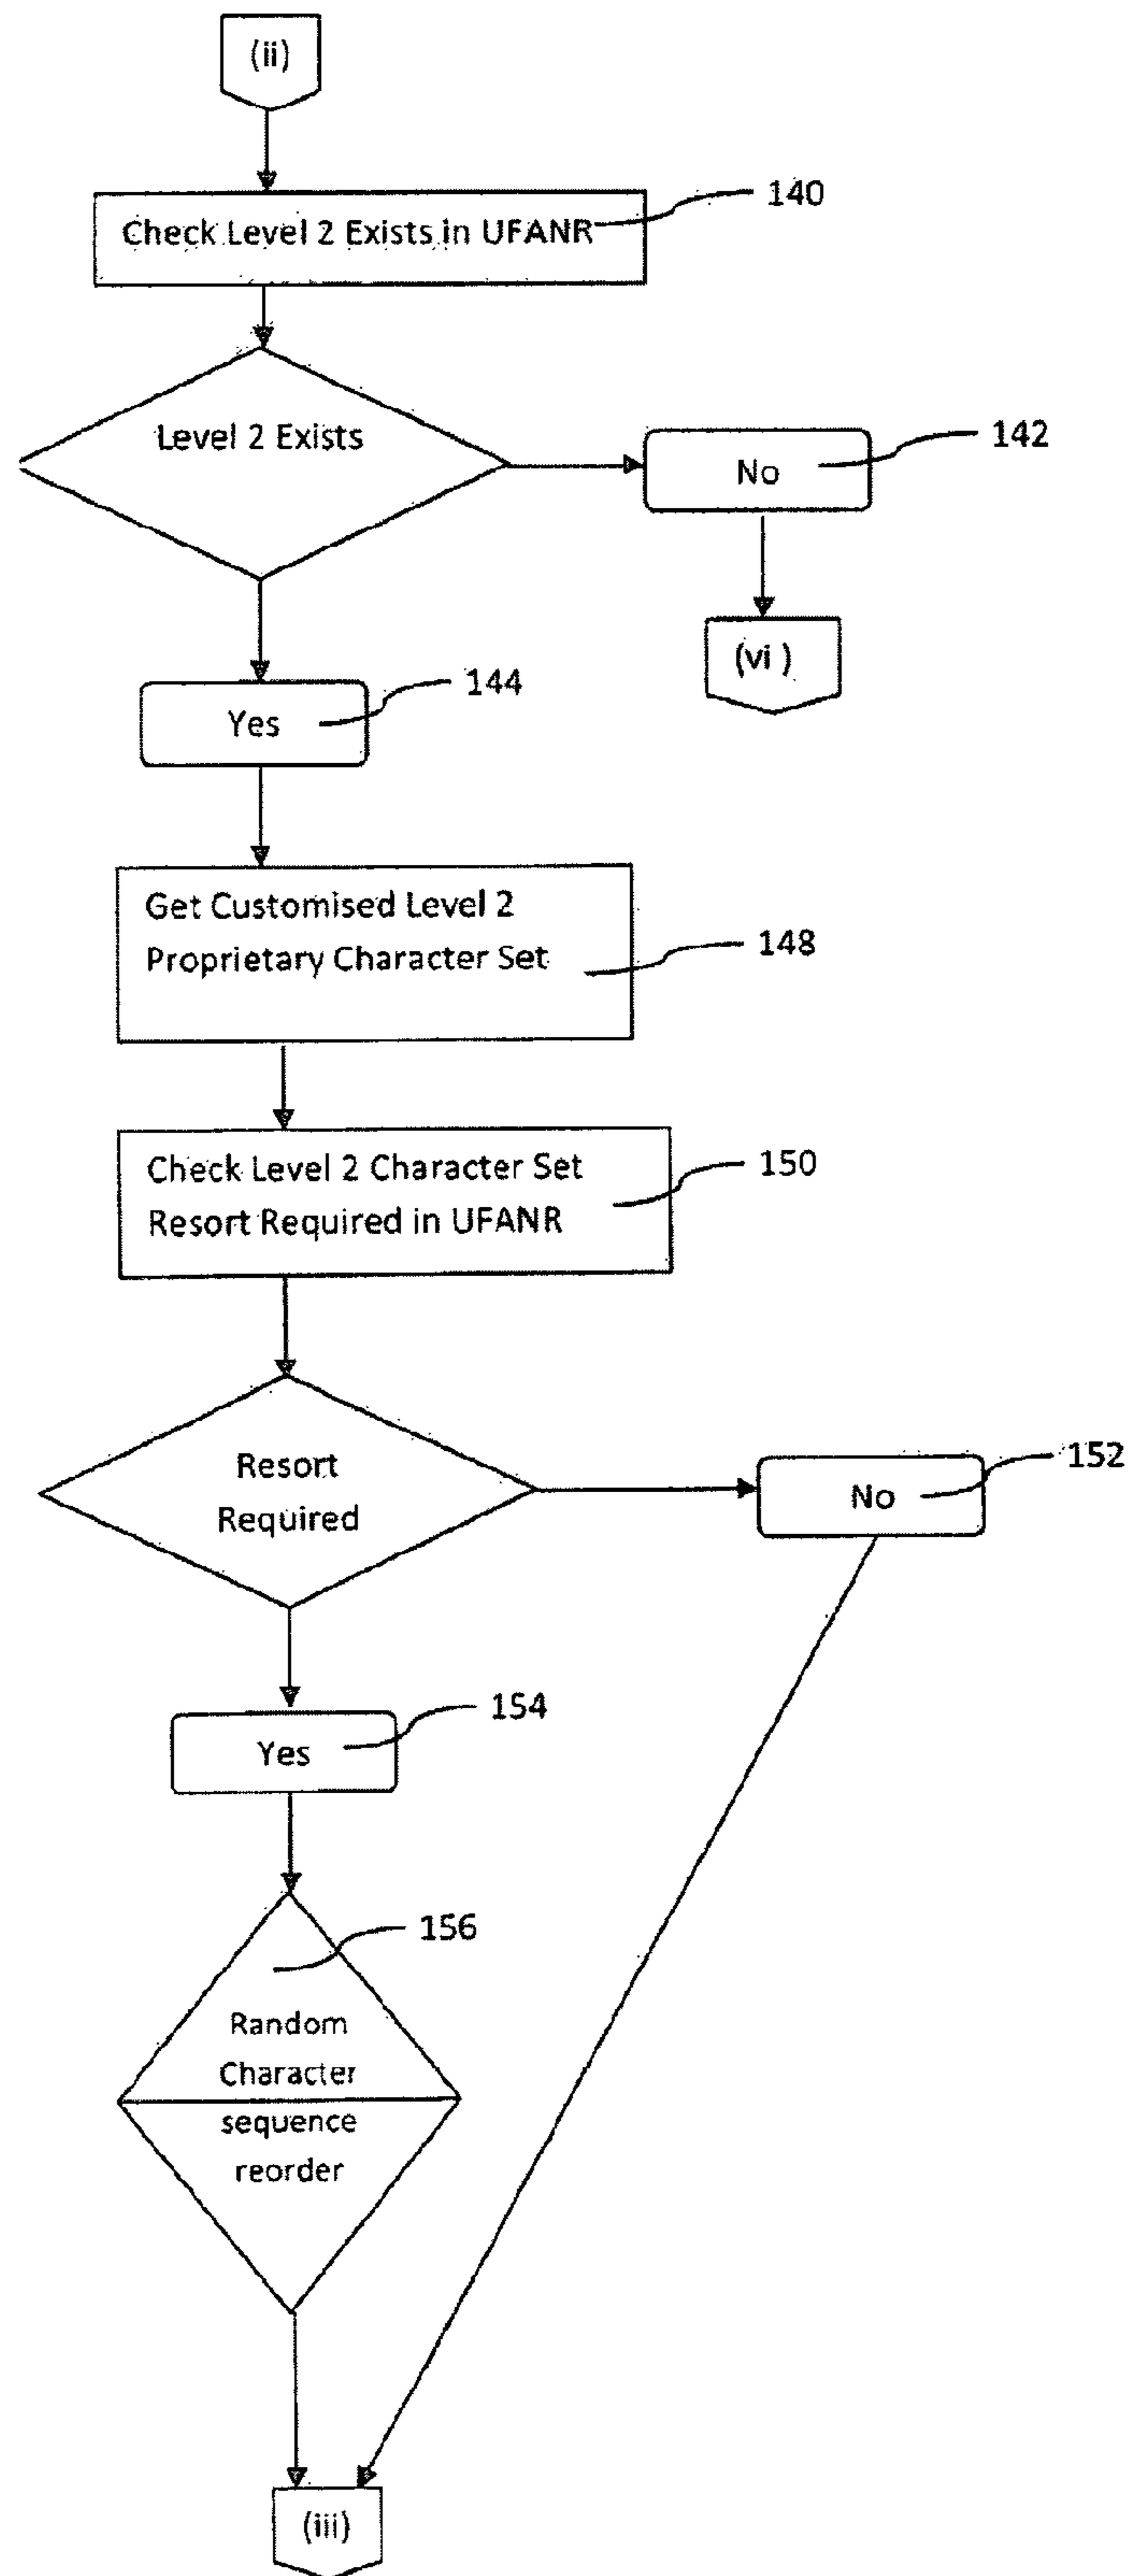 (ii)
140
Check Level 2 Exists in UFANR
Level 2 Exists
142
No
(vi )
144
Yes
Get Customised Level 2
Proprietary Character Set
148
Check Level 2 Character Set
Resort Required in UFANR
150
Resort
Required
152
No
154
Yes
156
Random
Character
sequence
reorder
(iii)